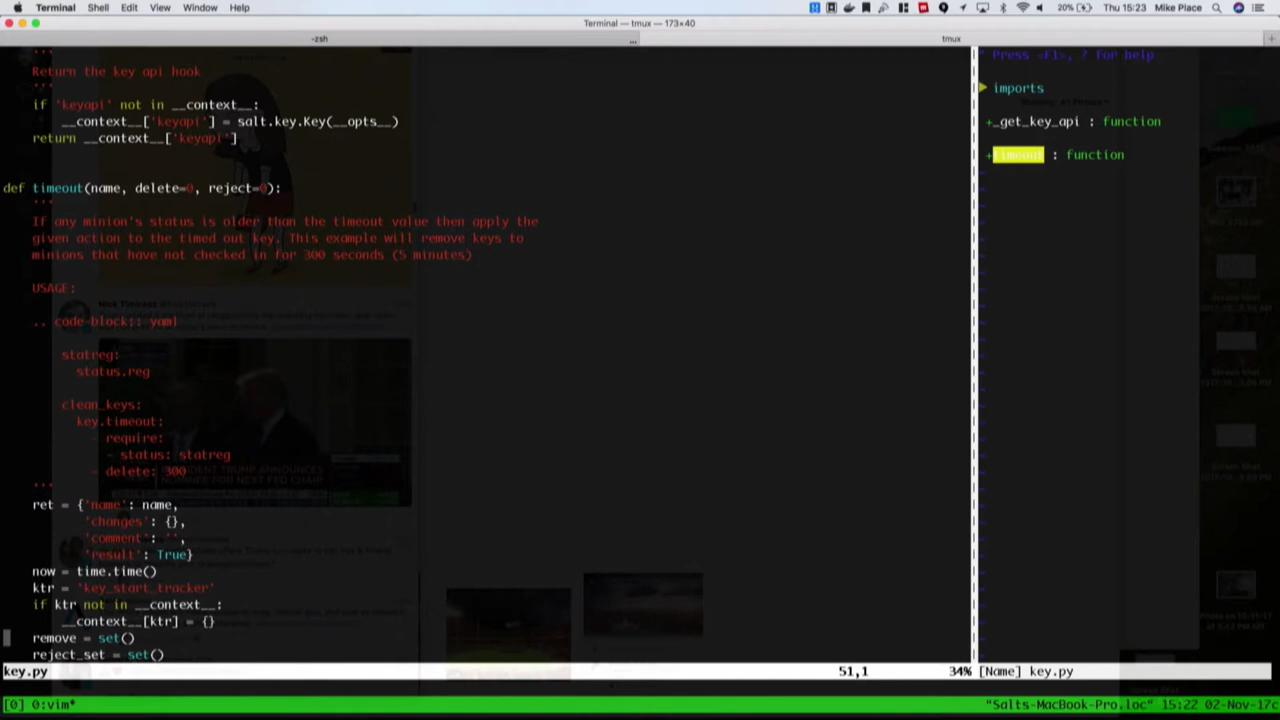 Terminal Shell Edit View Window Help 20% Thu 15:23 Mike Place
Terminal — tmux — 173×40
-zsh ... tmux
'''
Return the key api hook
'''
if 'keyapi' not in __context__:
__context__['keyapi'] = salt.key.Key(__opts__)
return __context__['keyapi']
def timeout(name, delete=0, reject=0):
'''
If any minion's status is older than the timeout value then apply the
given action to the timed out key. This example will remove keys to
minions that have not checked in for 300 seconds (5 minutes)
USAGE:
.. code-block:: yaml
statreg:
status.reg
clean_keys:
key.timeout:
- require:
- status: statreg
- delete: 300
'''
ret = {'name': name,
'changes': {},
'comment': '',
'result': True}
now = time.time()
ktr = 'key_start_tracker'
if ktr not in __context__:
__context__[ktr] = {}
remove = set()
reject_set = set()
key.py 51,1 34%
" Press <F1>, ? for help
imports
+_get_key_api : function
+timeout : function
[Name] key.py
[0] 0:vim* "Salts-MacBook-Pro.loc" 15:22 02-Nov-17